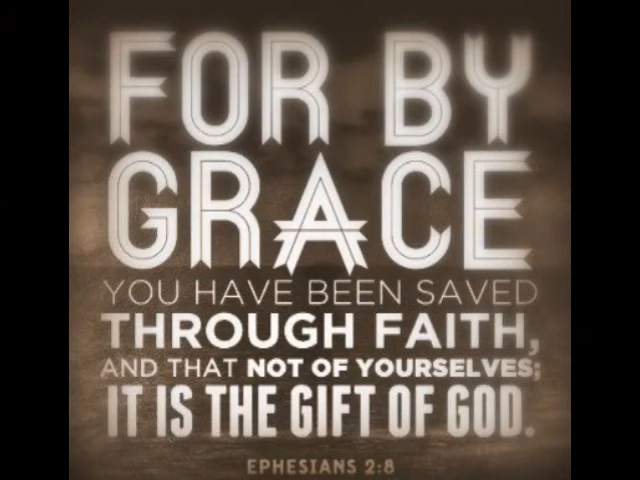 FOR BY
GRACE
YOU HAVE BEEN SAVED
THROUGH FAITH,
AND THAT NOT OF YOURSELVES;
IT IS THE GIFT OF GOD.
EPHESIANS 2:8